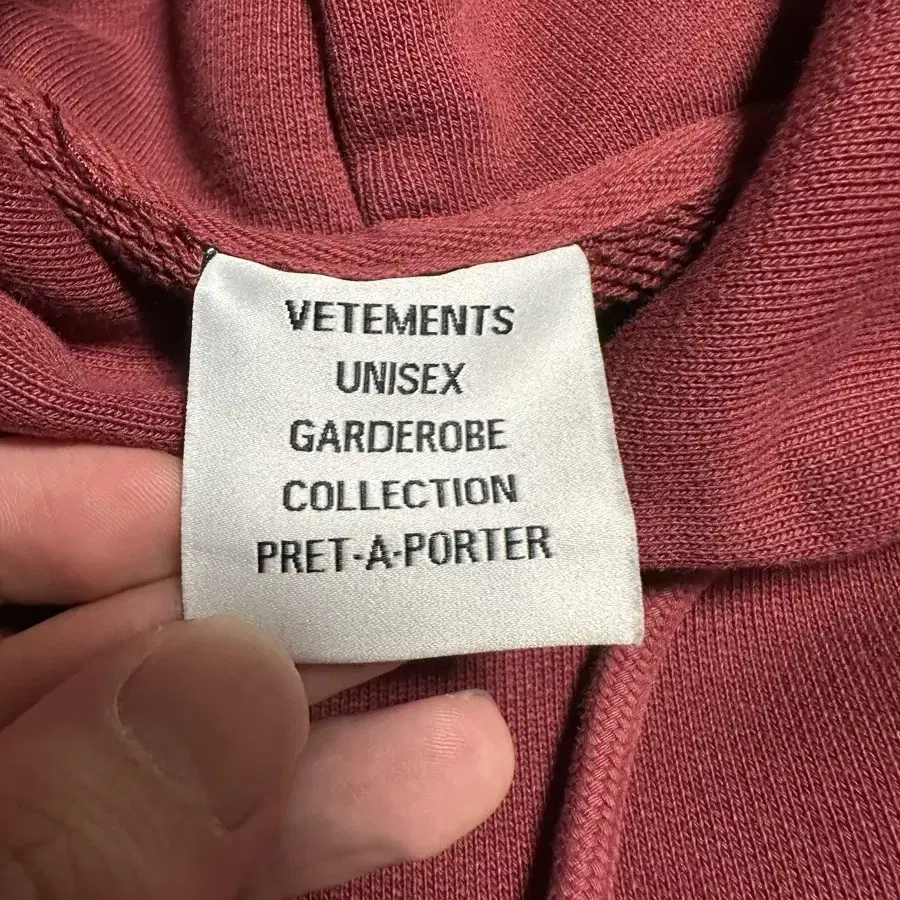 VETEMENTS
UNISEX
GARDEROBE
COLLECTION
PRET-A-PORTER